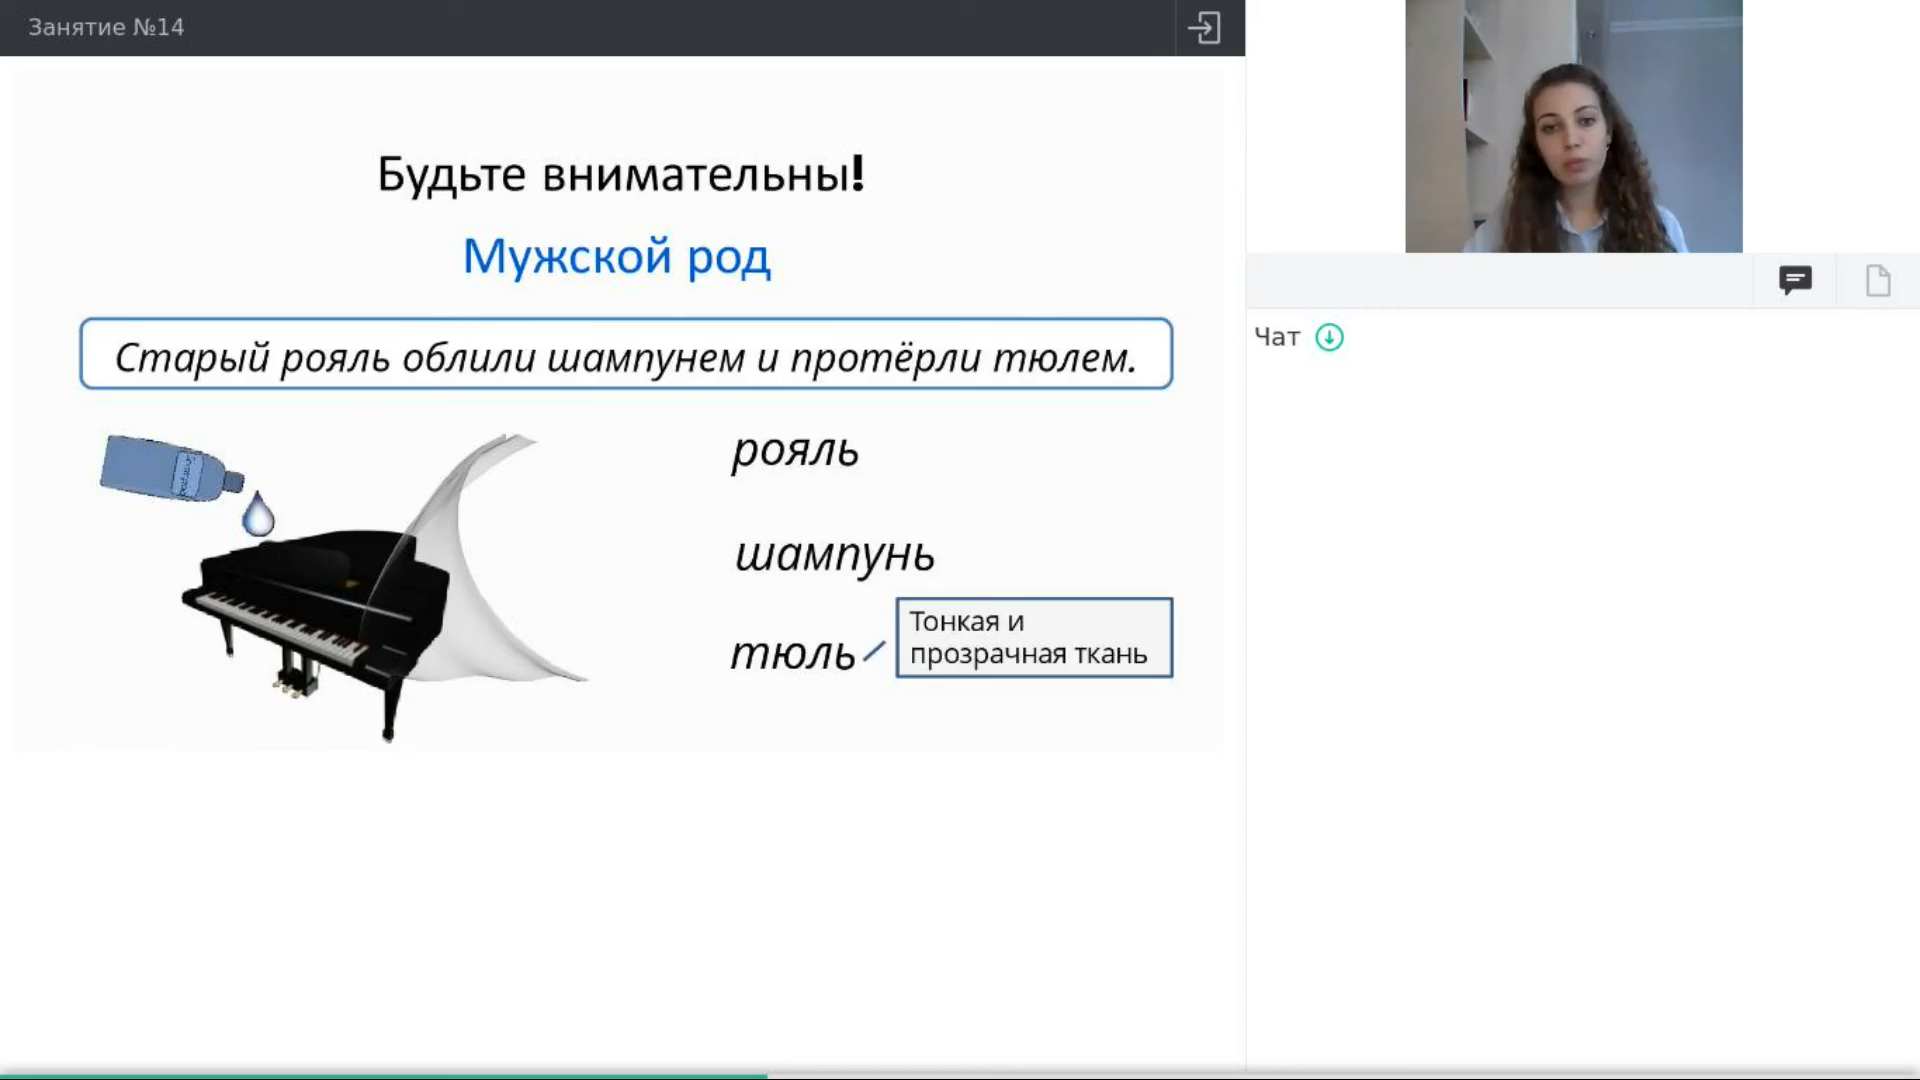 Занятие №14
Будьте внимательны!
Мужской род
Старый рояль облили шампунем и протёрли тюлем.
рояль
шампунь
тюль
Тонкая и
прозрачная ткань
Чат